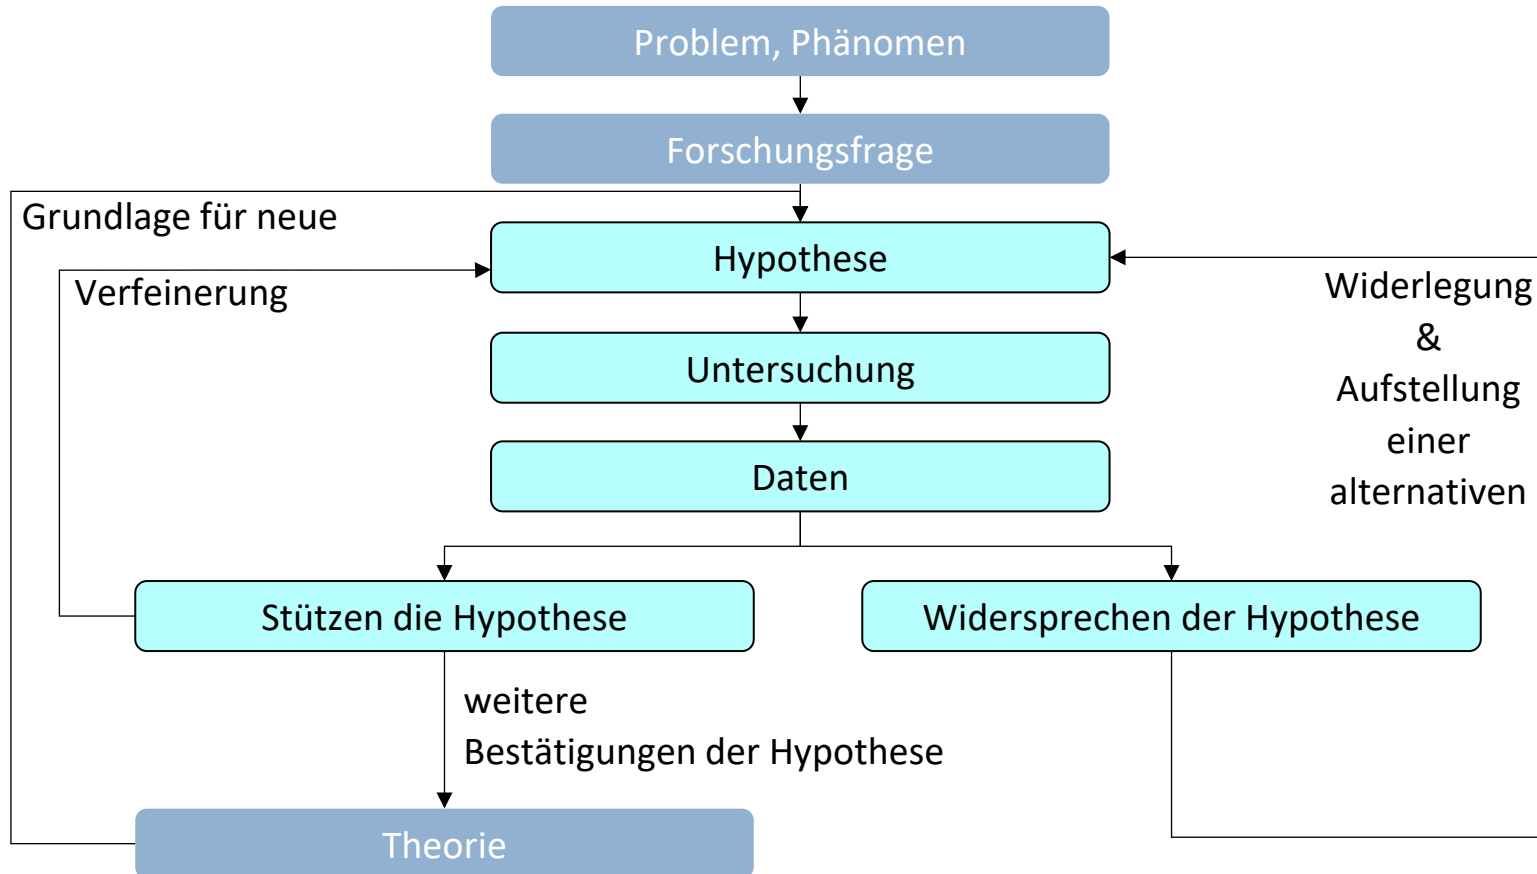 Problem, Phänomen
Forschungsfrage
Grundlage für neue
Hypothese
Verfeinerung
Widerlegung
&
Aufstellung
einer
alternativen
Untersuchung
Daten
Stützen die Hypothese
Widersprechen der Hypothese
weitere
Bestätigungen der Hypothese
Theorie